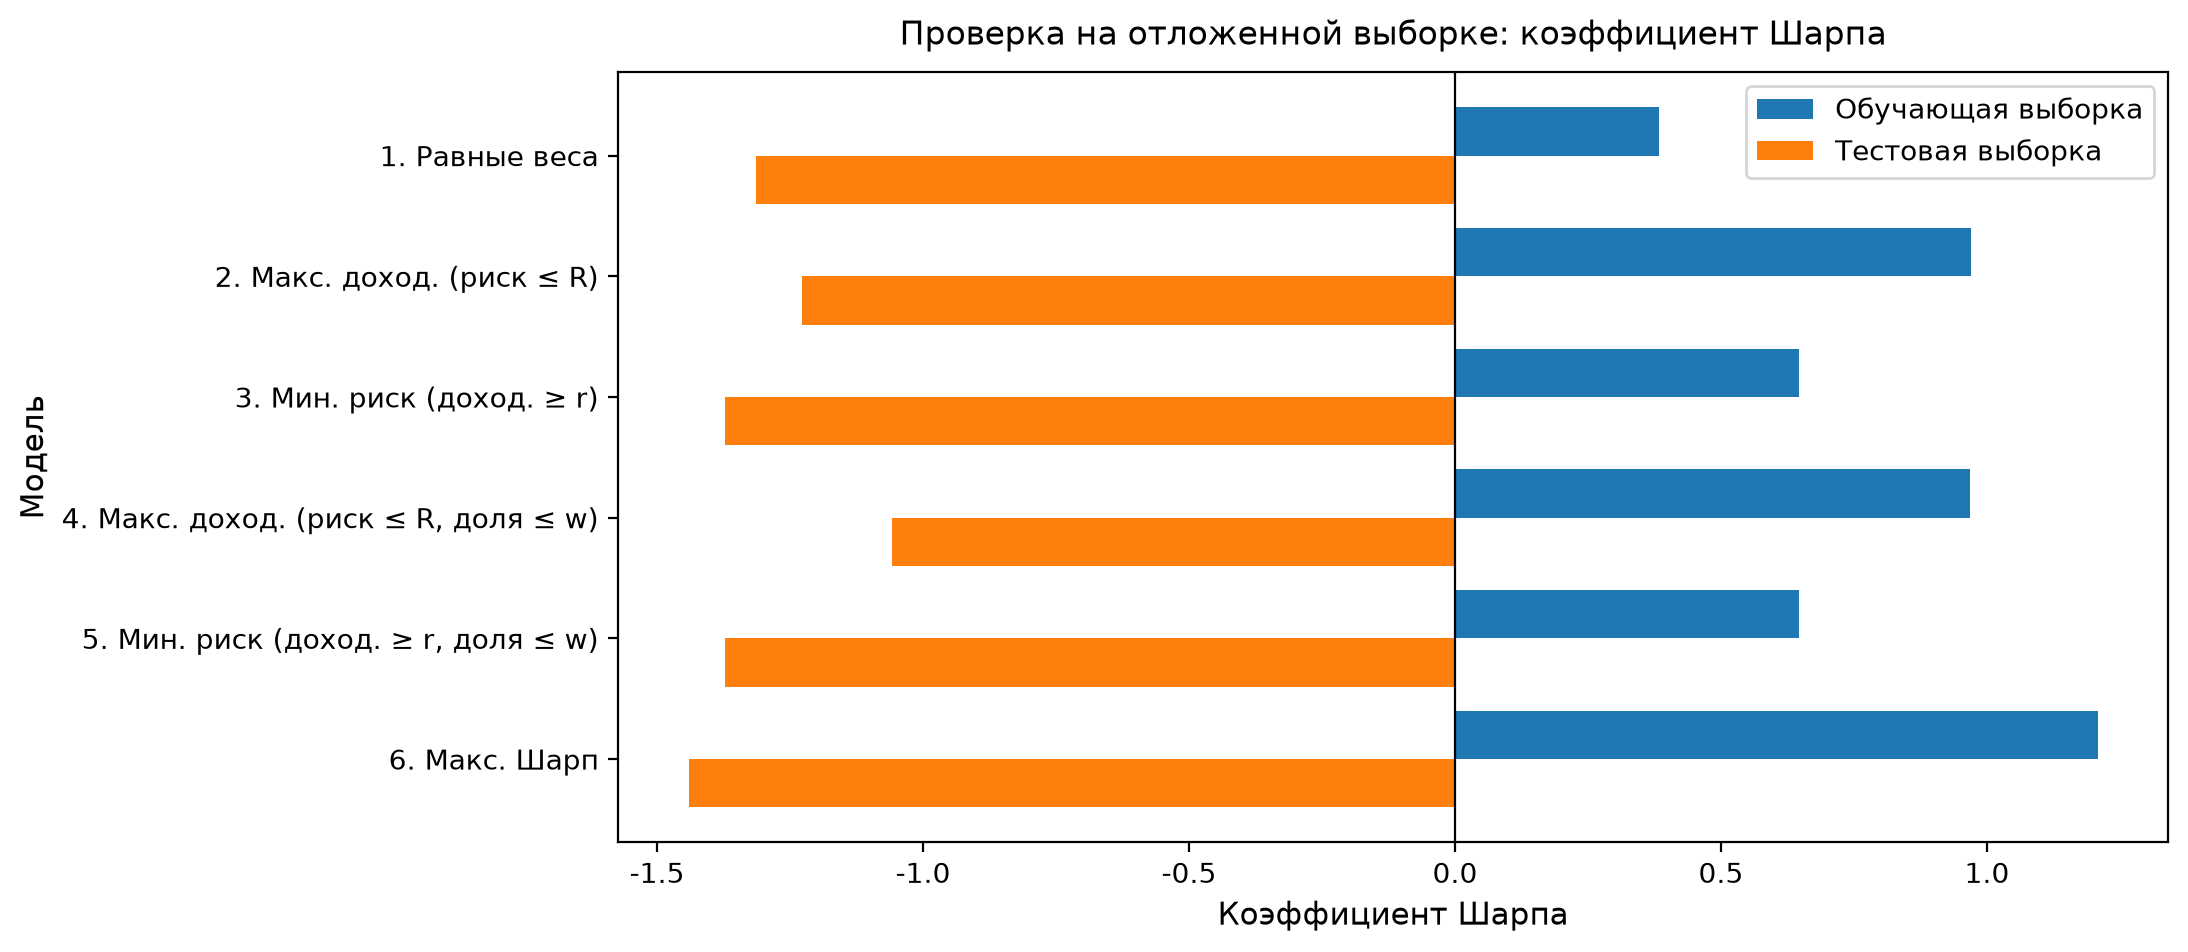 Проверка на отложенной выборке: коэффициент Шарпа
Обучающая выборка
Тестовая выборка
Модель
1. Равные веса
2. Макс. доход. (риск ≤ R)
3. Мин. риск (доход. ≥ r)
4. Макс. доход. (риск ≤ R, доля ≤ w)
5. Мин. риск (доход. ≥ r, доля ≤ w)
6. Макс. Шарп
-1.5 -1.0 -0.5 0.0 0.5 1.0
Коэффициент Шарпа